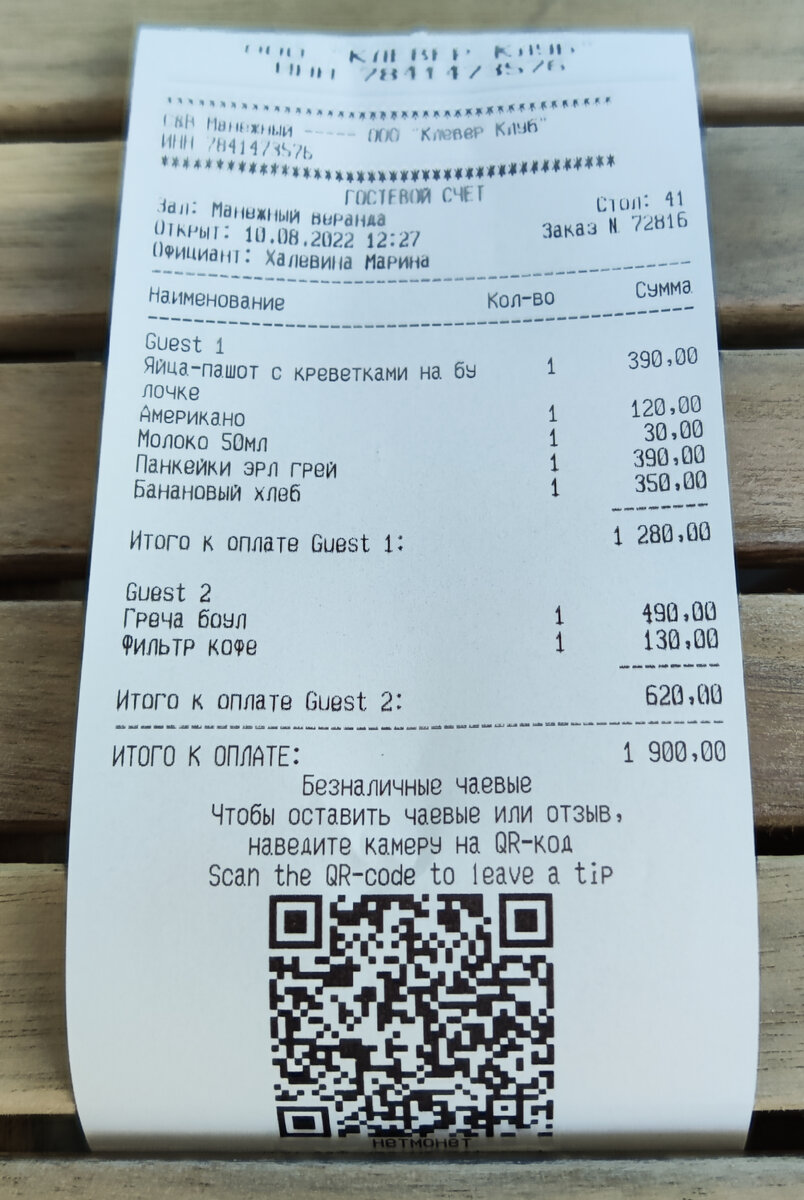 ООО "КЛЕВЕР КЛУБ"
ИНН 7841473576
С&В Манежный ----- ООО "Клевер Клуб"
ИНН 7841473576
ГОСТЕВОЙ СЧЕТ
Зал: Манежный веранда Стол: 41
Открыт: 10.08.2022 12:27 Заказ N 72816
Официант: Халевина Марина
Наименование Кол-во Сумма
Guest 1
Яйца-пашот с креветками на бу 1 390,00
лочке
Американо 1 120,00
Молоко 50мл 1 30,00
Панкейки эрл грей 1 390,00
Банановый хлеб 1 350,00
Итого к оплате Guest 1: 1 280,00
Guest 2
Греча боул 1 490,00
Фильтр кофе 1 130,00
Итого к оплате Guest 2: 620,00
ИТОГО К ОПЛАТЕ: 1 900,00
Безналичные чаевые
Чтобы оставить чаевые или отзыв,
наведите камеру на QR-код
Scan the QR-code to leave a tip
нетмонет